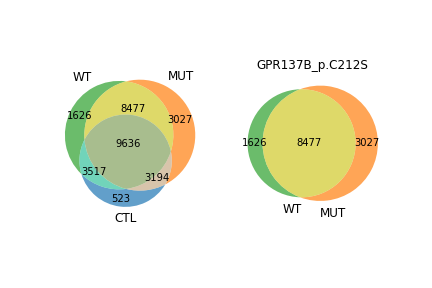 WT
MUT
1626
8477
3027
9636
3517
3194
523
CTL
GPR137B_p.C212S
1626
8477
3027
WT
MUT